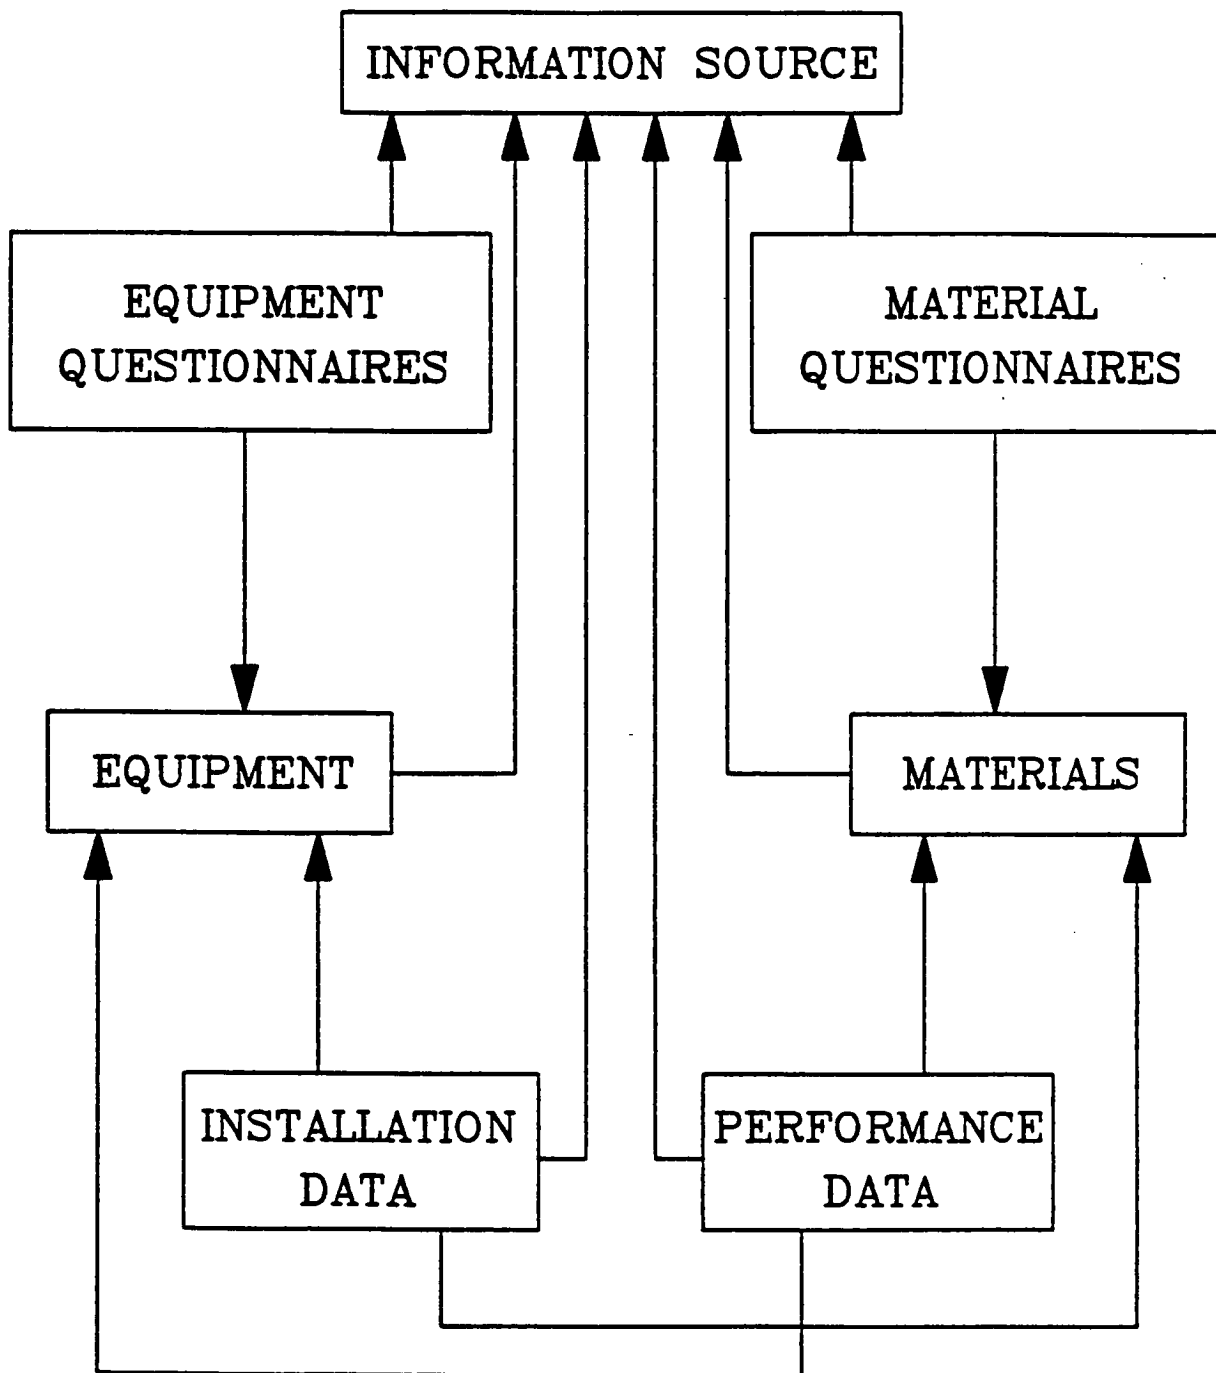 INFORMATION SOURCE
EQUIPMENT
QUESTIONNAIRES
MATERIAL
QUESTIONNAIRES
EQUIPMENT
MATERIALS
INSTALLATION
DATA
PERFORMANCE
DATA